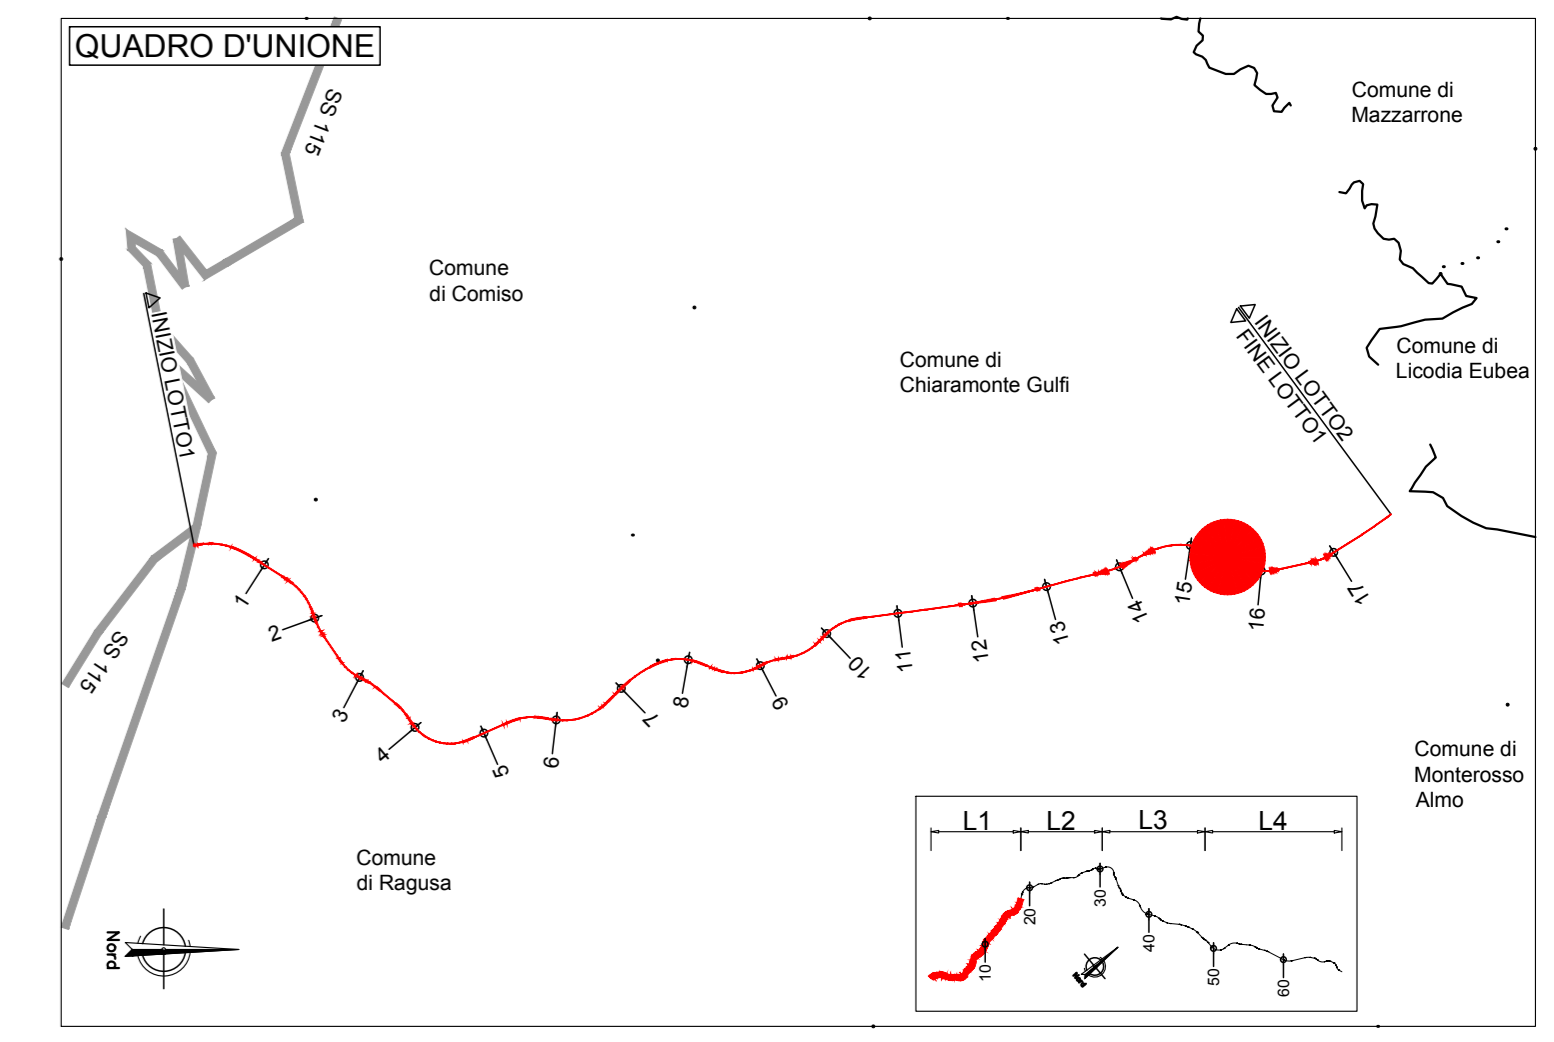 QUADRO D'UNIONE
SS 115
Comune di
Mazzarrone
Comune
di Comiso
INIZIO LOTTO1
INIZIO LOTTO2
FINE LOTTO1
Comune di
Chiaramonte Gulfi
Comune di
Licodia Eubea
1
2
3
4
5
6
7
8
9
10
11
12
13
14
15
16
17
SS 115
Comune di
Monterosso
Almo
Comune
di Ragusa
Nord
L1
L2
L3
L4
10
20
30
40
50
60